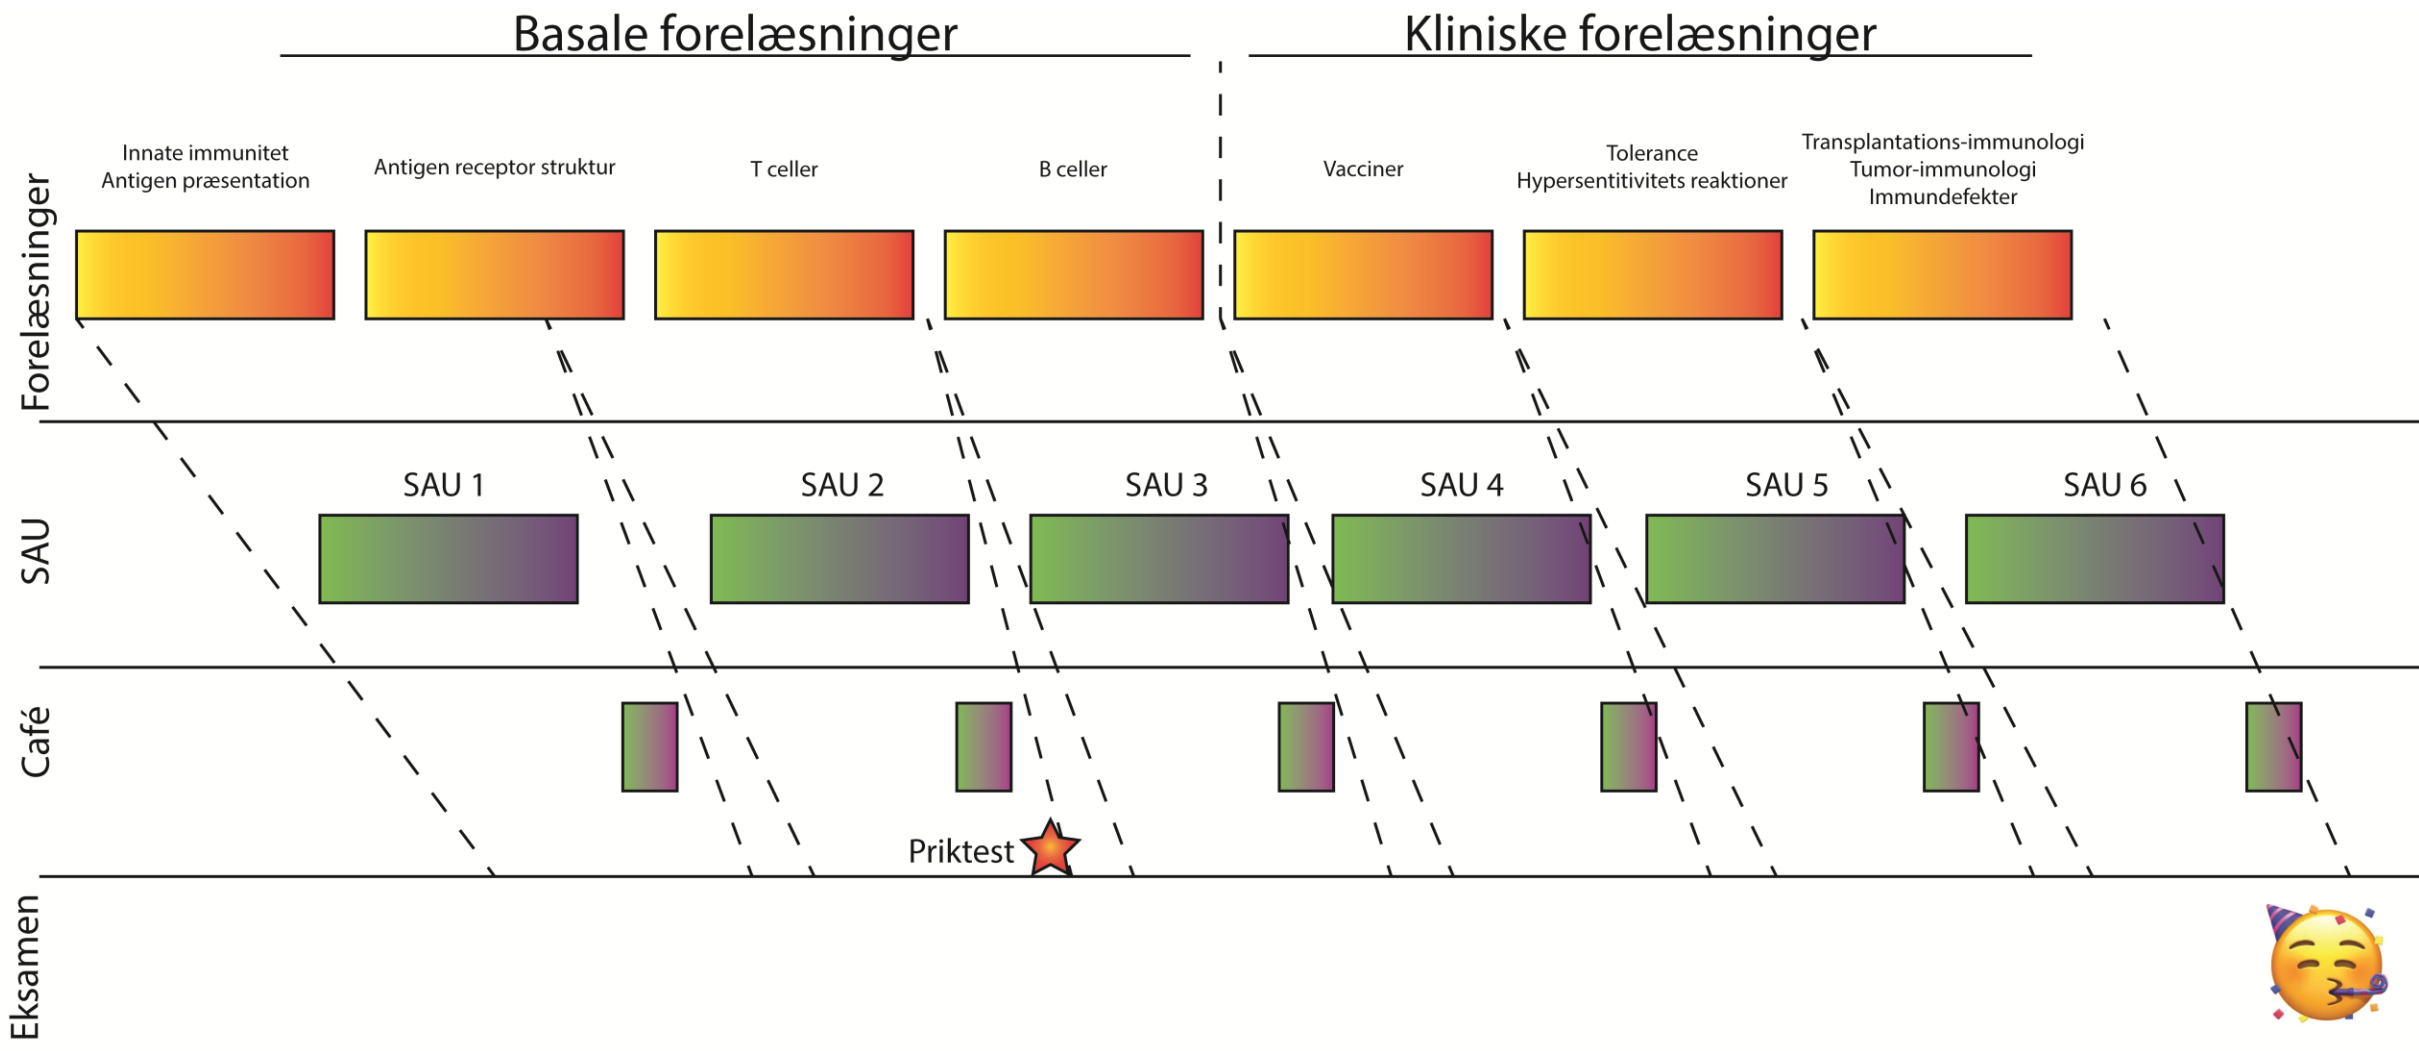 Basale forelæsninger
Kliniske forelæsninger
Forelæsninger
Innate immunitet
Antigen præsentation
Antigen receptor struktur
T celler
B celler
Vacciner
Tolerance
Hypersentitivitets reaktioner
Transplantations-immunologi
Tumor-immunologi
Immundefekter
SAU
SAU 1
SAU 2
SAU 3
SAU 4
SAU 5
SAU 6
Café
Priktest
Eksamen